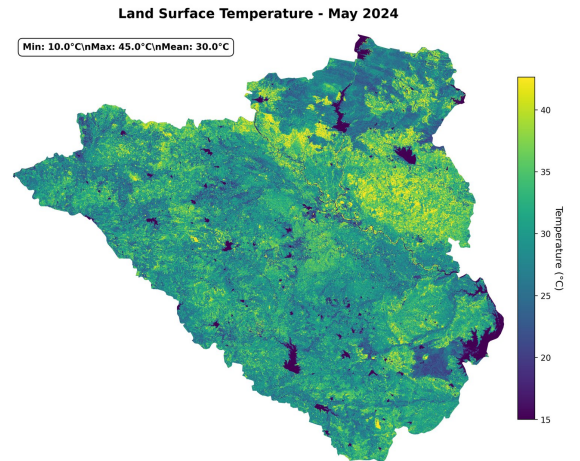 Land Surface Temperature - May 2024
Min: 10.0°C\nMax: 45.0°C\nMean: 30.0°C
40
35
30
25
20
15
Temperature (°C)